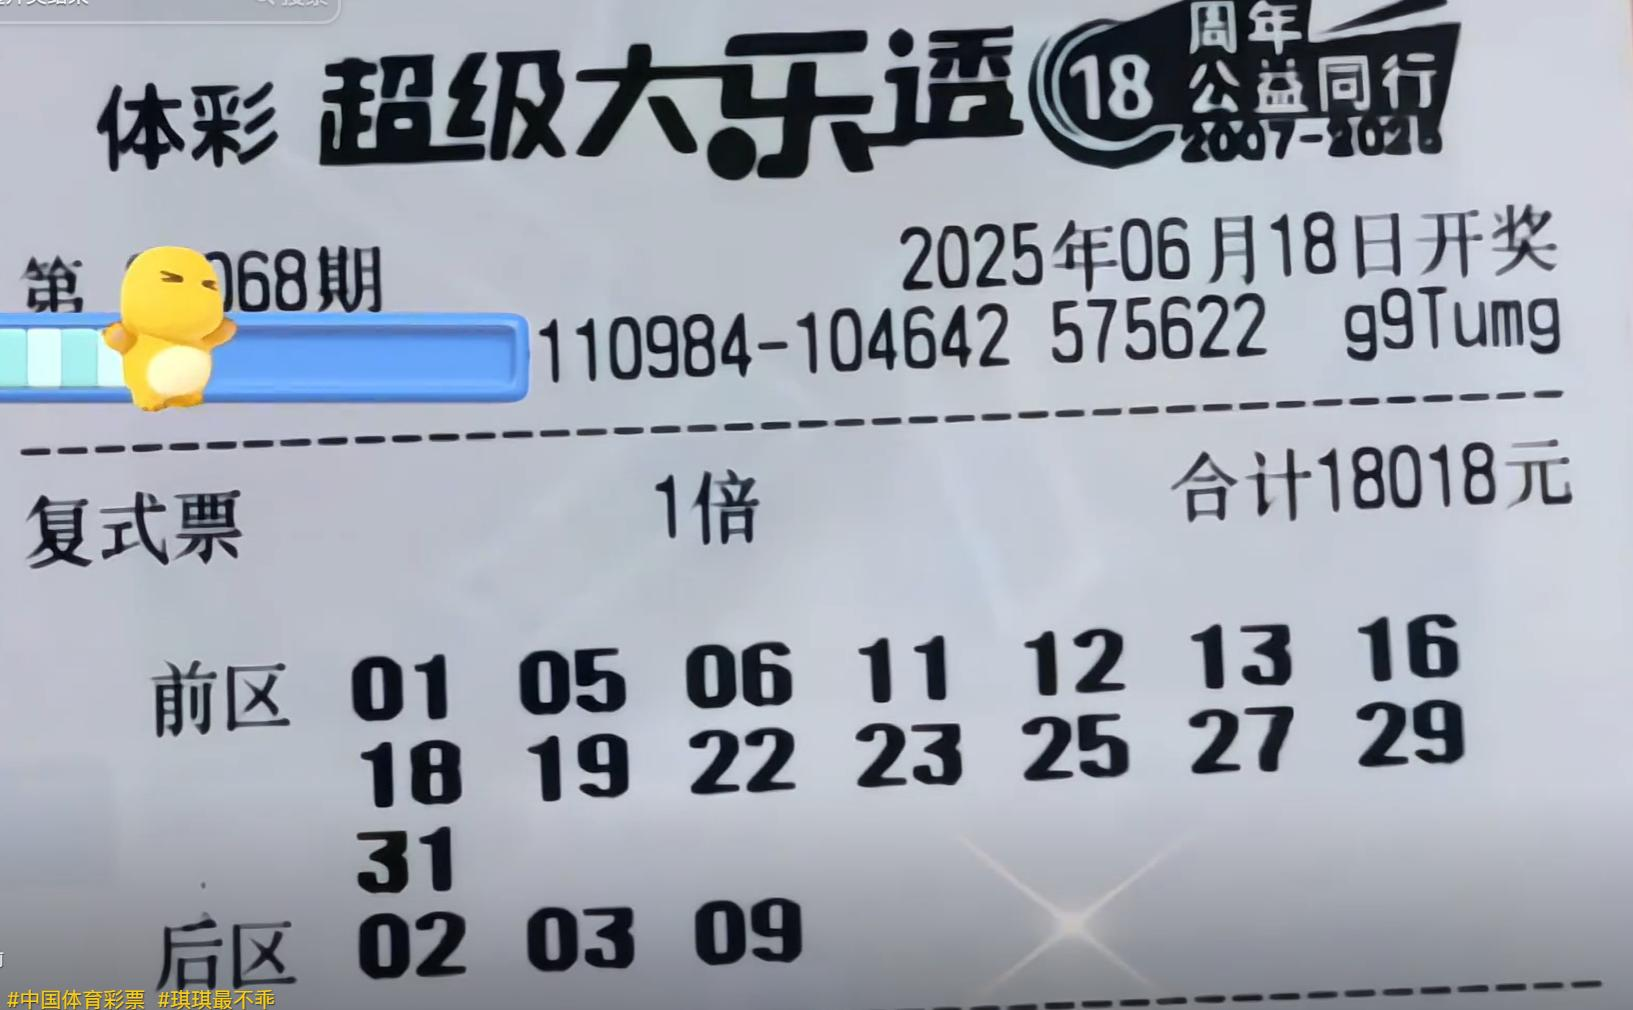 体彩 超级大乐透 18 周年
公益同行
2007-2025
第 068期 2025年06月18日开奖
110984-104642 575622 g9Tumg
复式票 1倍 合计18018元
前区 01 05 06 11 12 13 16
18 19 22 23 25 27 29
31
后区 02 03 09
#中国体育彩票 #琪琪最不乖